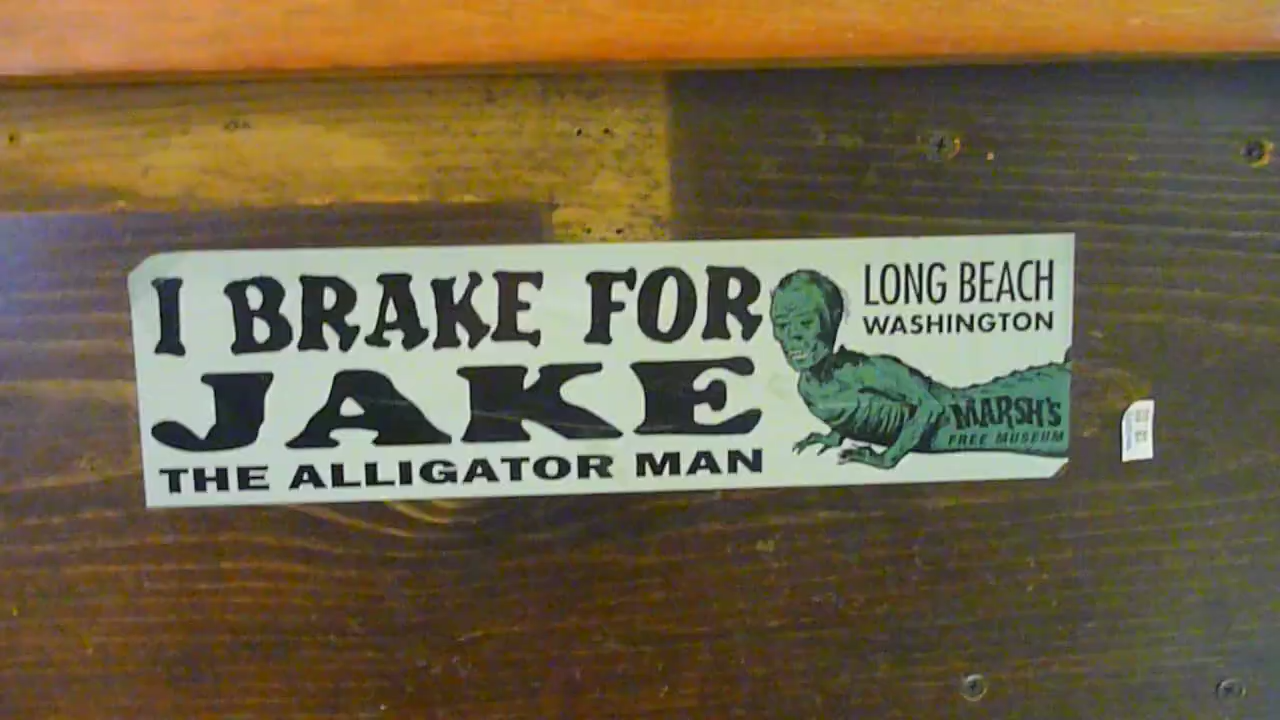 I BRAKE FOR
JAKE
THE ALLIGATOR MAN
LONG BEACH
WASHINGTON
MARSH'S
FREE MUSEUM